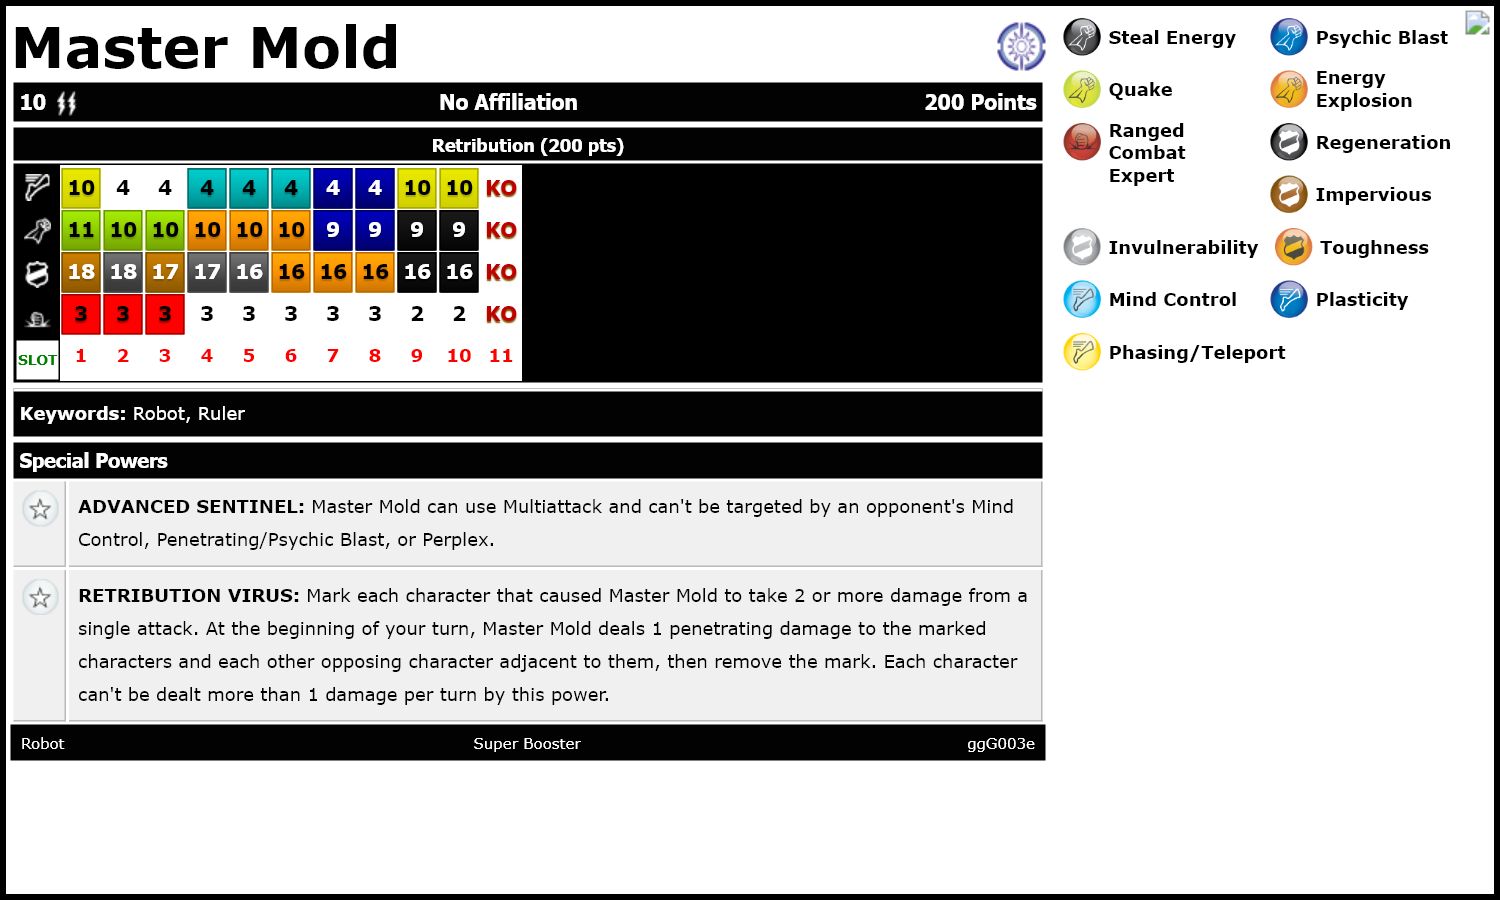 Master Mold
10 No Affiliation 200 Points
Retribution (200 pts)
10 4 4 4 4 4 4 4 10 10 KO
11 10 10 10 10 10 9 9 9 9 KO
18 18 17 17 16 16 16 16 16 16 KO
3 3 3 3 3 3 3 3 2 2 KO
SLOT 1 2 3 4 5 6 7 8 9 10 11
Keywords: Robot, Ruler
Special Powers
ADVANCED SENTINEL: Master Mold can use Multiattack and can't be targeted by an opponent's Mind
Control, Penetrating/Psychic Blast, or Perplex.
RETRIBUTION VIRUS: Mark each character that caused Master Mold to take 2 or more damage from a
single attack. At the beginning of your turn, Master Mold deals 1 penetrating damage to the marked
characters and each other opposing character adjacent to them, then remove the mark. Each character
can't be dealt more than 1 damage per turn by this power.
Robot Super Booster ggG003e
Steal Energy Psychic Blast
Quake Energy
Explosion
Ranged
Combat
Expert Regeneration
Impervious
Invulnerability Toughness
Mind Control Plasticity
Phasing/Teleport